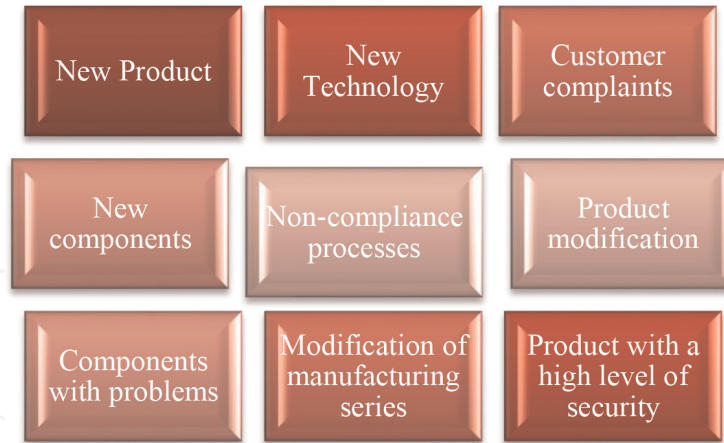 New Product
New
Technology
Customer
complaints
New
components
Non-compliance
processes
Product
modification
Components
with problems
Modification of
manufacturing
series
Product with a
high level of
security